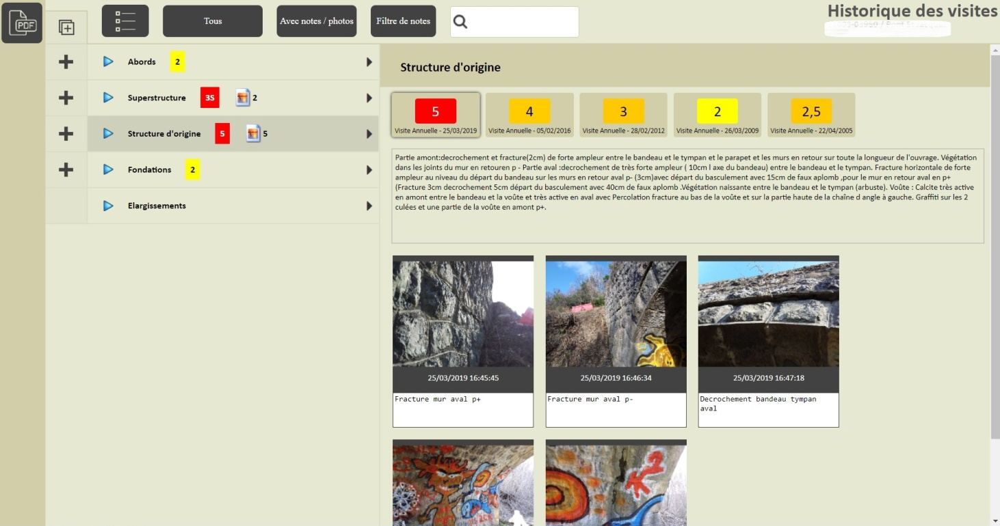 PDF
Tous
Avec notes / photos
Filtre de notes
Historique des visites
Abords 2
Superstructure 3S 2
Structure d'origine 5 5
Fondations 2
Elargissements
Structure d'origine
5 4 3 2 2,5
Visite Annuelle - 25/03/2019 Visite Annuelle - 05/02/2016 Visite Annuelle - 28/02/2012 Visite Annuelle - 26/03/2009 Visite Annuelle - 22/04/2005
Partie amont:decrochement et fracture(2cm) de forte ampleur entre le bandeau et le tympan et le parapet et les murs en retour sur toute la longueur de l'ouvrage. Végétation
dans les joints du mur en retouren p - Partie aval :decrochement de très forte ampleur ( 10cm l axe du bandeau) entre le bandeau et le tympan. Fracture horizontale de forte
ampleur au niveau du départ du bandeau sur les murs en retour aval p- (3cm)avec départ du basculement avec 15cm de faux aplomb ,pour le mur en retour aval en p+
(Fracture 3cm decrochement 5cm départ du basculement avec 40cm de faux aplomb .Végétation naissante entre le bandeau et le tympan (arbuste). Voûte : Calcite très active
en amont entre le bandeau et la voûte et très active en aval avec Percolation fracture au bas de la voûte et sur la partie haute de la chaîne d angle à gauche. Graffiti sur les 2
culées et une partie de la voûte en amont p+.
25/03/2019 16:45:45 25/03/2019 16:46:34 25/03/2019 16:47:18
Fracture mur aval p+
Fracture mur aval p-
Decrochement bandeau tympan
aval
K2